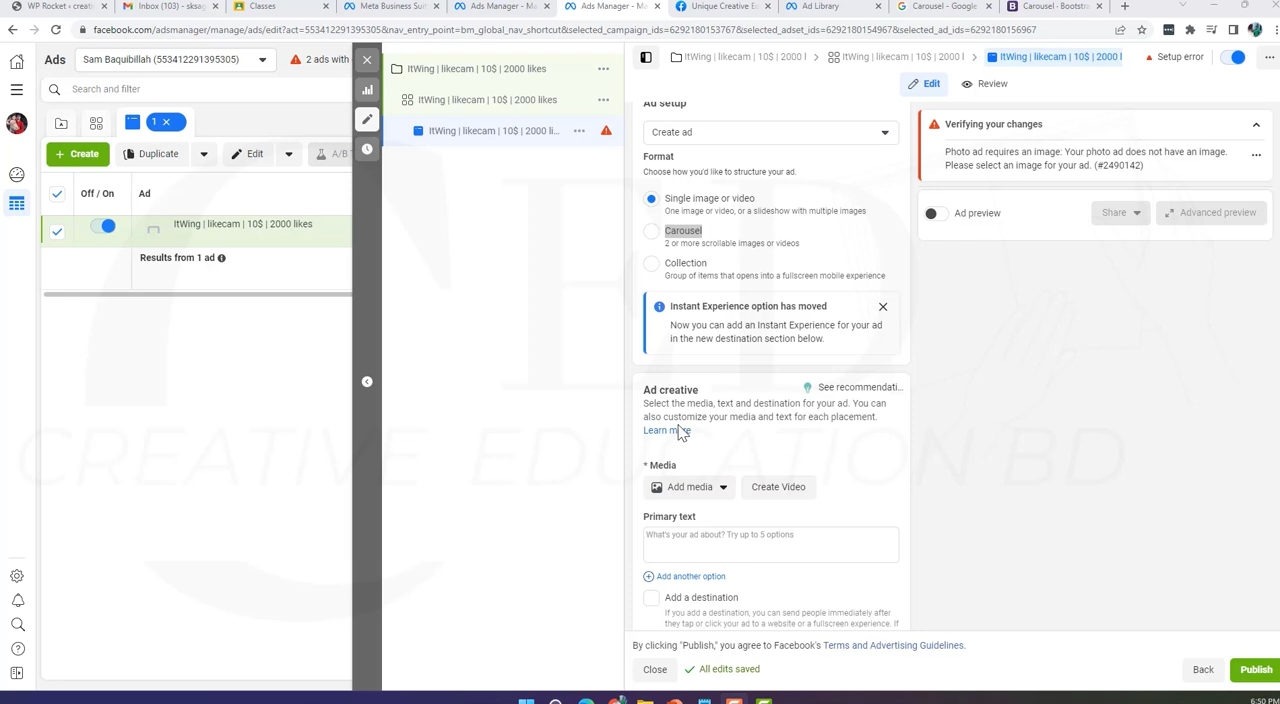 WP Rocket • creati
Inbox (103) - sksag
Classes
Meta Business Suit
Ads Manager - Ma
Ads Manager - Ma
Unique Creative Ed
Ad Library
Carousel - Google
Carousel · Bootstra
facebook.com/adsmanager/manage/ads/edit?act=553412291395305&nav_entry_point=bm_global_nav_shortcut&selected_campaign_ids=6292180153767&selected_adset_ids=6292180154967&selected_ad_ids=6292180156967
Ads
Sam Baquibillah (553412291395305)
2 ads with
Search and filter
1 ×
Create
Duplicate
Edit
A/B T
Off / On
Ad
ItWing | likecam | 10$ | 2000 likes
Results from 1 ad
ItWing | likecam | 10$ | 2000 likes
ItWing | likecam | 10$ | 2000 likes
ItWing | likecam | 10$ | 2000 li...
ItWing | likecam | 10$ | 2000 l
ItWing | likecam | 10$ | 2000 l
ItWing | likecam | 10$ | 2000 l
Setup error
Edit
Review
Ad setup
Create ad
Format
Choose how you'd like to structure your ad.
Single image or video
One image or video, or a slideshow with multiple images
Carousel
2 or more scrollable images or videos
Collection
Group of items that opens into a fullscreen mobile experience
Instant Experience option has moved
Now you can add an Instant Experience for your ad
in the new destination section below.
Ad creative
See recommendati...
Select the media, text and destination for your ad. You can
also customize your media and text for each placement.
Learn more
* Media
Add media
Create Video
Primary text
What's your ad about? Try up to 5 options
Add another option
Add a destination
If you add a destination, you can send people immediately after
they tap or click your ad to a website or a fullscreen experience. If
Verifying your changes
Photo ad requires an image: Your photo ad does not have an image.
Please select an image for your ad. (#2490142)
Ad preview
Share
Advanced preview
By clicking "Publish," you agree to Facebook's Terms and Advertising Guidelines.
Close
All edits saved
Back
Publish
CED
CREATIVE EDUCATION BD
6:50 PM